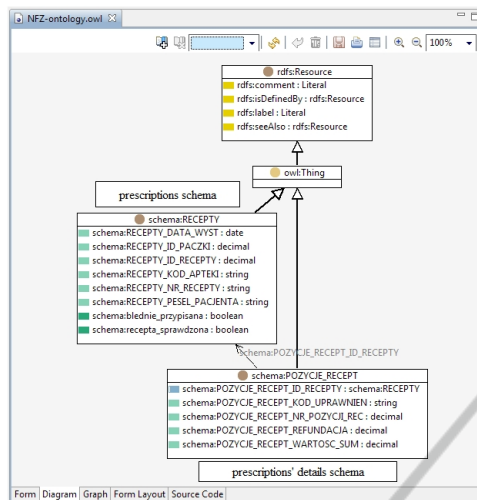 NFZ-ontology.owl
100%
rdfs:Resource
rdfs:comment : Literal
rdfs:isDefinedBy : rdfs:Resource
rdfs:label : Literal
rdfs:seeAlso : rdfs:Resource
owl:Thing
prescriptions schema
schema:RECEPTY
schema:RECEPTY_DATA_WYST : date
schema:RECEPTY_ID_PACZKI : decimal
schema:RECEPTY_ID_RECEPTY : decimal
schema:RECEPTY_KOD_APTEKI : string
schema:RECEPTY_NR_RECEPTY : string
schema:RECEPTY_PESEL_PACJENTA : string
schema:blednie_przypisana : boolean
schema:recepta_sprawdzona : boolean
schema:POZYCJE_RECEPT_ID_RECEPTY
schema:POZYCJE_RECEPT
schema:POZYCJE_RECEPT_ID_RECEPTY : schema:RECEPTY
schema:POZYCJE_RECEPT_KOD_UPRAWNIEN : string
schema:POZYCJE_RECEPT_NR_POZYCJI_REC : decimal
schema:POZYCJE_RECEPT_REFUNDACJA : decimal
schema:POZYCJE_RECEPT_WARTOSC_SUM : decimal
prescriptions' details schema
Form Diagram Graph Form Layout Source Code